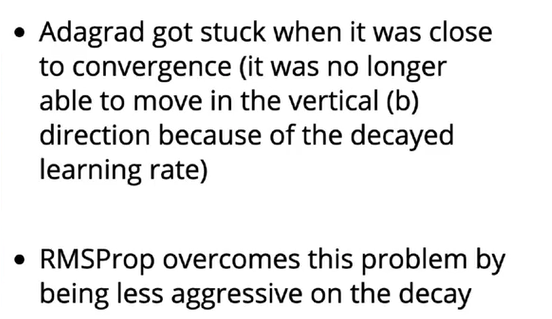 • Adagrad got stuck when it was close
to convergence (it was no longer
able to move in the vertical (b)
direction because of the decayed
learning rate)
• RMSProp overcomes this problem by
being less aggressive on the decay